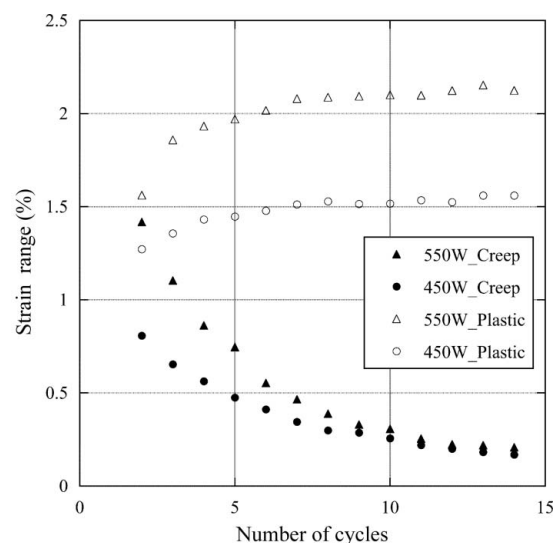 2.5
2
1.5
1
0.5
0
Strain range (%)
550W_Creep
450W_Creep
550W_Plastic
450W_Plastic
0 5 10 15
Number of cycles